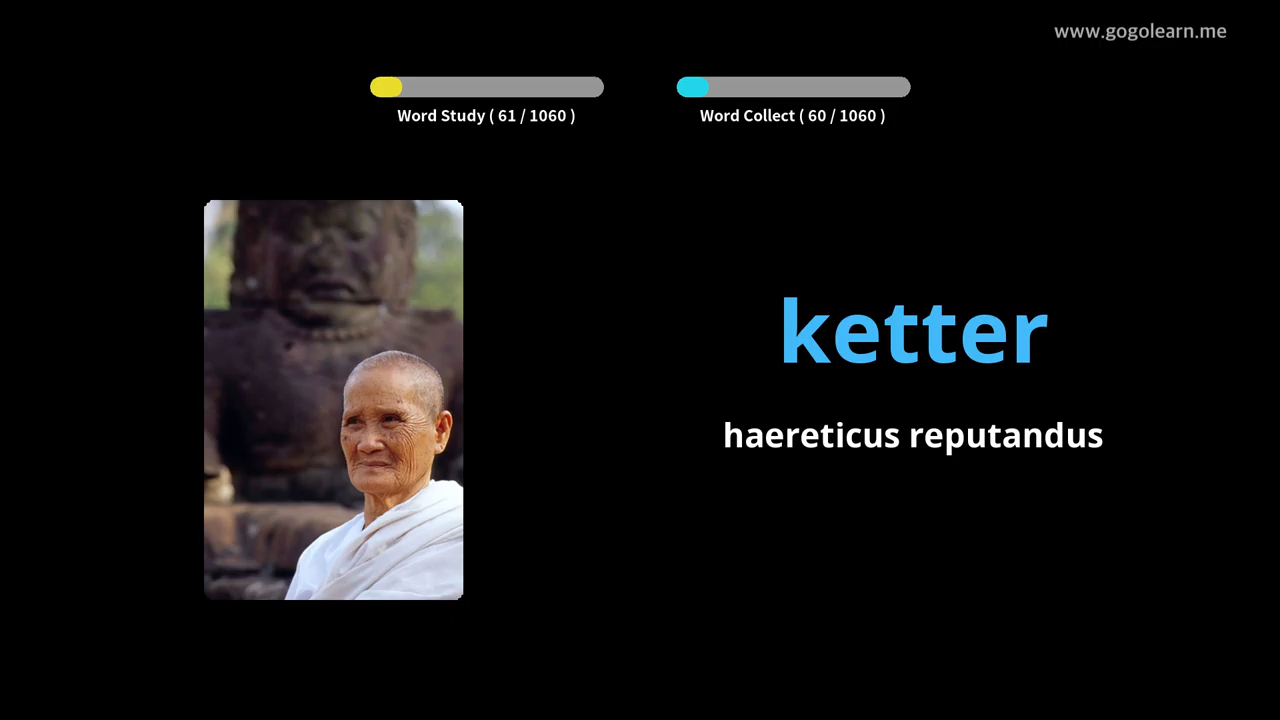 www.gogolearn.me
Word Study ( 61 / 1060 )
Word Collect ( 60 / 1060 )
ketter
haereticus reputandus